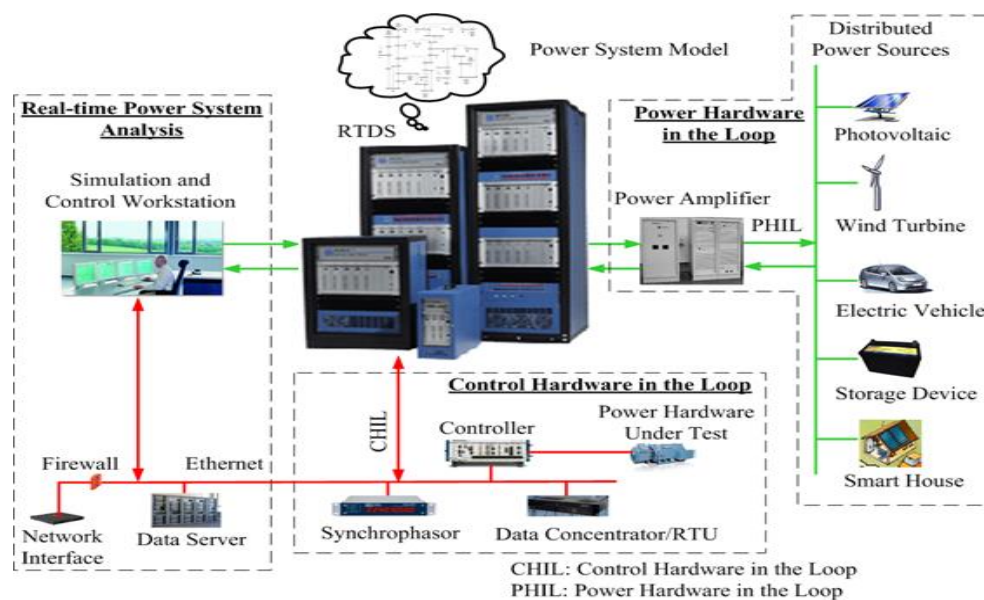 Power System Model
RTDS
Real-time Power System
Analysis
Simulation and
Control Workstation
Firewall
Ethernet
Network
Interface
Data Server
Power Hardware
in the Loop
Power Amplifier
PHIL
Distributed
Power Sources
Photovoltaic
Wind Turbine
Electric Vehicle
Storage Device
Smart House
Control Hardware in the Loop
CHIL
Controller
Power Hardware
Under Test
Synchrophasor
Data Concentrator/RTU
CHIL: Control Hardware in the Loop
PHIL: Power Hardware in the Loop